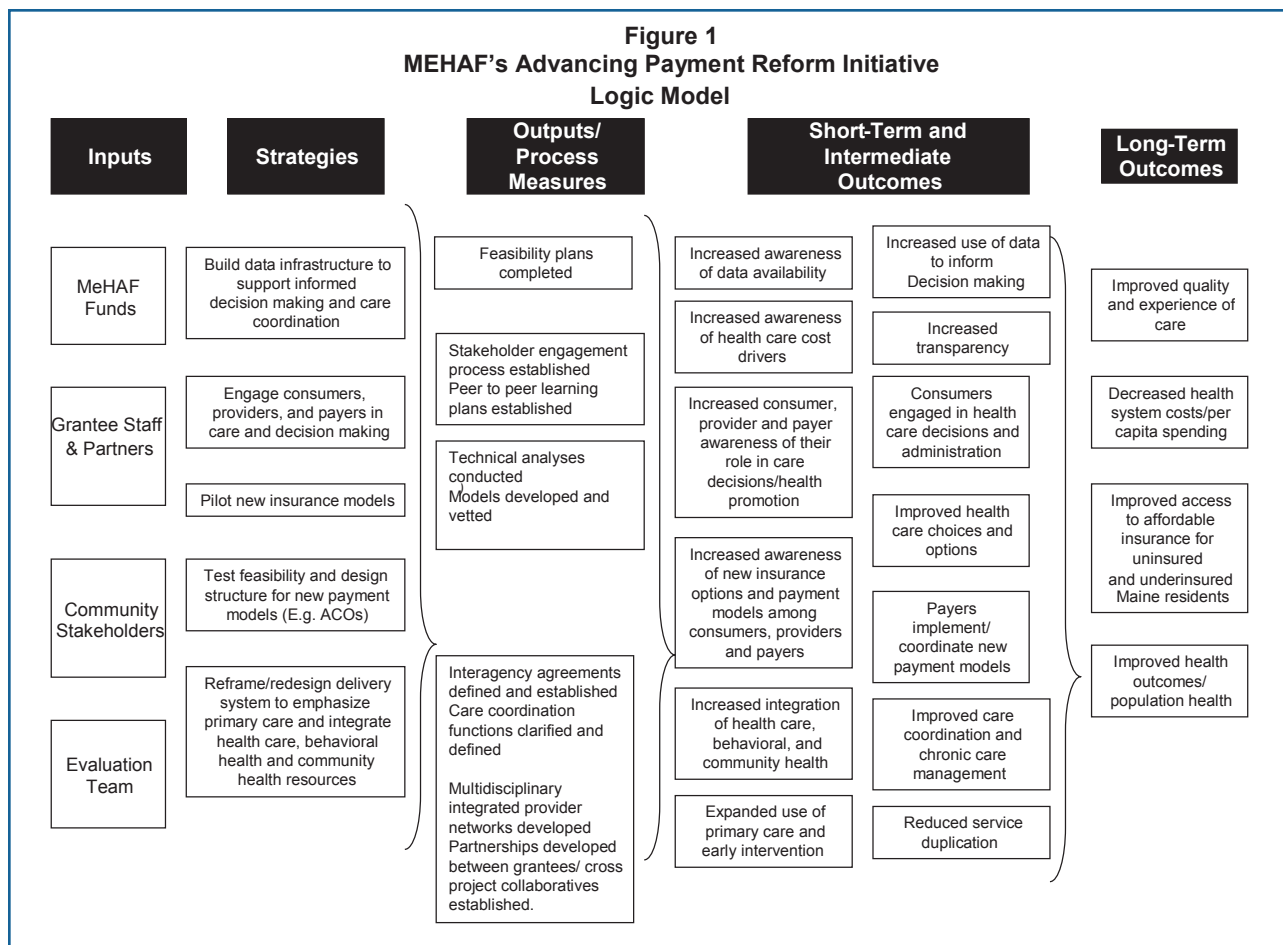 Figure 1
MEHAF's Advancing Payment Reform Initiative
Logic Model
Inputs
Strategies
Outputs/
Process
Measures
Short-Term and
Intermediate
Outcomes
Long-Term
Outcomes
MeHAF
Funds
Grantee Staff
& Partners
Community
Stakeholders
Evaluation
Team
Build data infrastructure to
support informed
decision making and care
coordination
Engage consumers,
providers, and payers in
care and decision making
Pilot new insurance models
Test feasibility and design
structure for new payment
models (E.g. ACOs)
Reframe/redesign delivery
system to emphasize
primary care and integrate
health care, behavioral
health and community
health resources
Feasibility plans
completed
Stakeholder engagement
process established
Peer to peer learning
plans established
Technical analyses
conducted
Models developed and
vetted
Interagency agreements
defined and established
Care coordination
functions clarified and
defined
Multidisciplinary
integrated provider
networks developed
Partnerships developed
between grantees/ cross
project collaboratives
established.
Increased awareness
of data availability
Increased awareness
of health care cost
drivers
Increased consumer,
provider and payer
awareness of their
role in care
decisions/health
promotion
Increased awareness
of new insurance
options and payment
models among
consumers, providers
and payers
Increased integration
of health care,
behavioral, and
community health
Expanded use of
primary care and
early intervention
Increased use of data
to inform
Decision making
Increased
transparency
Consumers
engaged in health
care decisions and
administration
Improved health
care choices and
options
Payers
implement/
coordinate new
payment models
Improved care
coordination and
chronic care
management
Reduced service
duplication
Improved quality
and experience of
care
Decreased health
system costs/per
capita spending
Improved access
to affordable
insurance for
uninsured
and underinsured
Maine residents
Improved health
outcomes/
population health